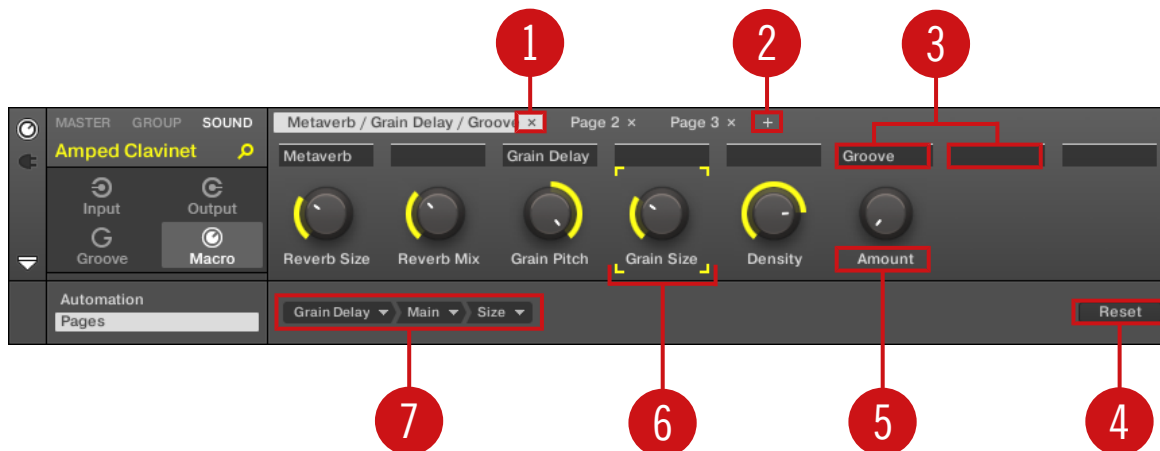 1 2 3
MASTER GROUP SOUND
Metaverb / Grain Delay / Groove × Page 2 × Page 3 × +
Amped Clavinet
Metaverb Grain Delay Groove
Input Output
Groove Macro
Reverb Size Reverb Mix Grain Pitch Grain Size Density Amount
Automation
Pages
Grain Delay Main Size Reset
7 6 5 4